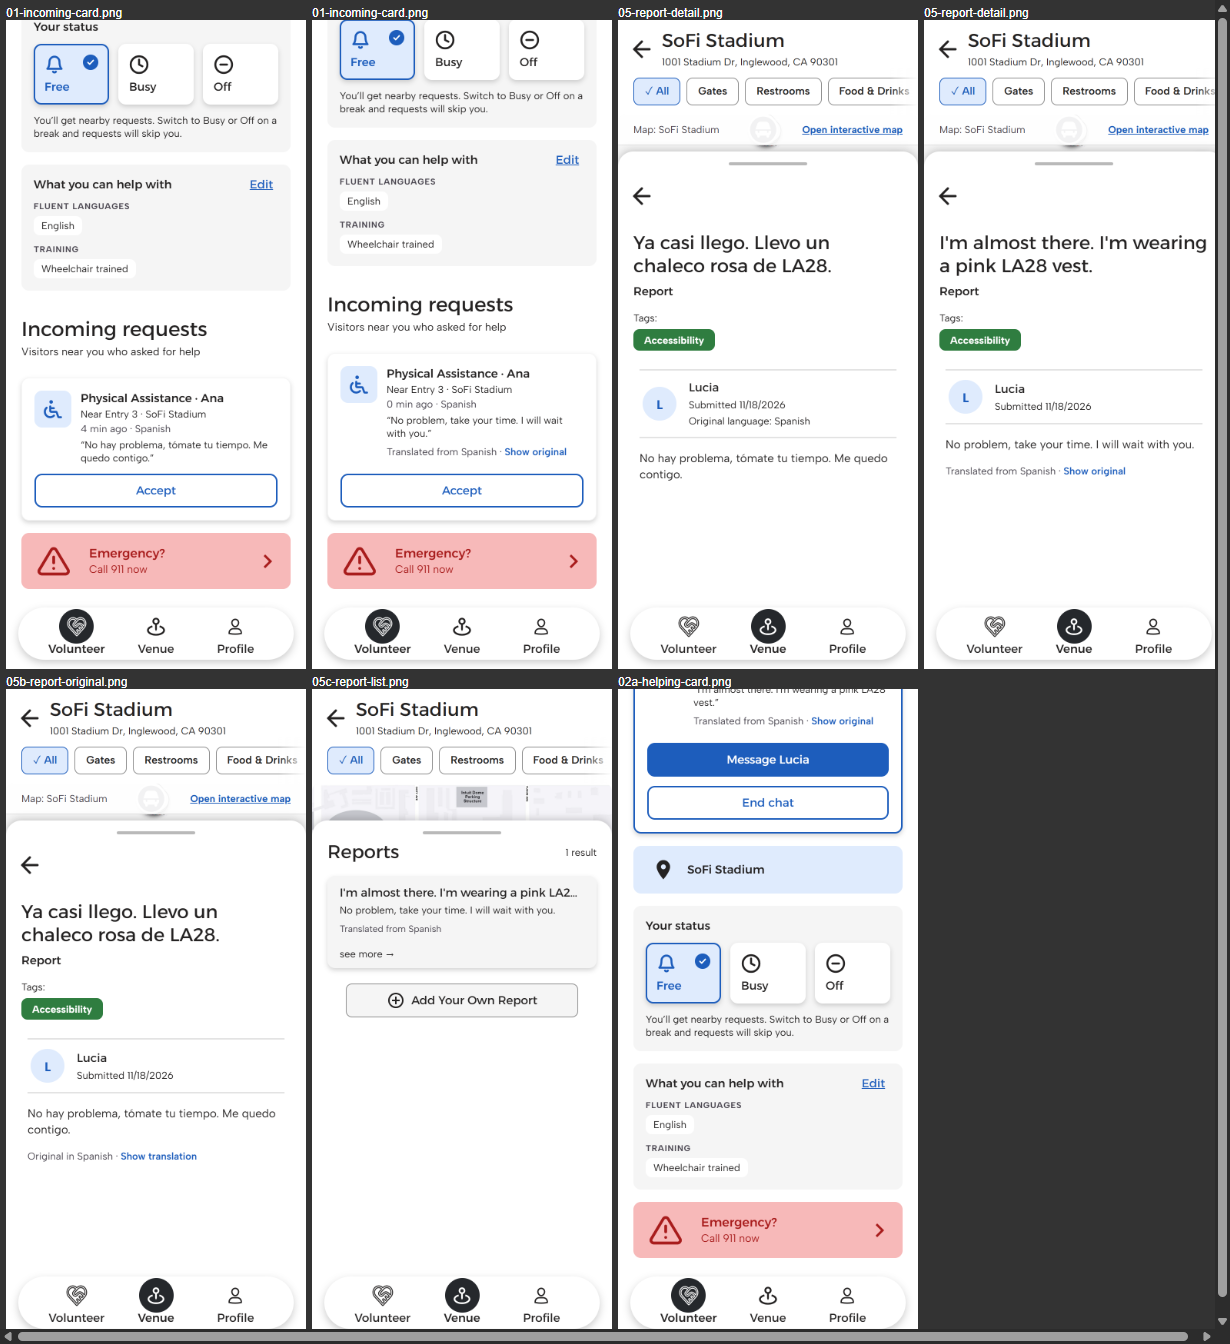 01-incoming-card.png
Your status
Free
Busy
Off
You'll get nearby requests. Switch to Busy or Off on a
break and requests will skip you.
What you can help with
Edit
FLUENT LANGUAGES
English
TRAINING
Wheelchair trained
Incoming requests
Visitors near you who asked for help
Physical Assistance · Ana
Near Entry 3 · SoFi Stadium
4 min ago · Spanish
“No hay problema, tómate tu tiempo. Me
quedo contigo.”
Accept
Emergency?
Call 911 now
Volunteer
Venue
Profile
01-incoming-card.png
Free
Busy
Off
You'll get nearby requests. Switch to Busy or Off on a
break and requests will skip you.
What you can help with
Edit
FLUENT LANGUAGES
English
TRAINING
Wheelchair trained
Incoming requests
Visitors near you who asked for help
Physical Assistance · Ana
Near Entry 3 · SoFi Stadium
0 min ago · Spanish
“No problem, take your time. I will wait
with you.”
Translated from Spanish · Show original
Accept
Emergency?
Call 911 now
Volunteer
Venue
Profile
05-report-detail.png
SoFi Stadium
1001 Stadium Dr, Inglewood, CA 90301
✓ All
Gates
Restrooms
Food & Drinks
Map: SoFi Stadium
Open interactive map
Ya casi llego. Llevo un
chaleco rosa de LA28.
Report
Tags:
Accessibility
L
Lucia
Submitted 11/18/2026
Original language: Spanish
No hay problema, tómate tu tiempo. Me quedo
contigo.
Volunteer
Venue
Profile
05-report-detail.png
SoFi Stadium
1001 Stadium Dr, Inglewood, CA 90301
✓ All
Gates
Restrooms
Food & Drinks
Map: SoFi Stadium
Open interactive map
I'm almost there. I'm wearing
a pink LA28 vest.
Report
Tags:
Accessibility
L
Lucia
Submitted 11/18/2026
No problem, take your time. I will wait with you.
Translated from Spanish · Show original
Volunteer
Venue
Profile
05b-report-original.png
SoFi Stadium
1001 Stadium Dr, Inglewood, CA 90301
✓ All
Gates
Restrooms
Food & Drinks
Map: SoFi Stadium
Open interactive map
Ya casi llego. Llevo un
chaleco rosa de LA28.
Report
Tags:
Accessibility
L
Lucia
Submitted 11/18/2026
No hay problema, tómate tu tiempo. Me quedo
contigo.
Original in Spanish · Show translation
Volunteer
Venue
Profile
05c-report-list.png
SoFi Stadium
1001 Stadium Dr, Inglewood, CA 90301
✓ All
Gates
Restrooms
Food & Drinks
Intuit Dome
Parking
Structure
Reports
1 result
I'm almost there. I'm wearing a pink LA2...
No problem, take your time. I will wait with you.
Translated from Spanish
see more →
Add Your Own Report
Volunteer
Venue
Profile
02a-helping-card.png
“I'm almost there. I'm wearing a pink LA28
vest.”
Translated from Spanish · Show original
Message Lucia
End chat
SoFi Stadium
Your status
Free
Busy
Off
You'll get nearby requests. Switch to Busy or Off on a
break and requests will skip you.
What you can help with
Edit
FLUENT LANGUAGES
English
TRAINING
Wheelchair trained
Emergency?
Call 911 now
Volunteer
Venue
Profile